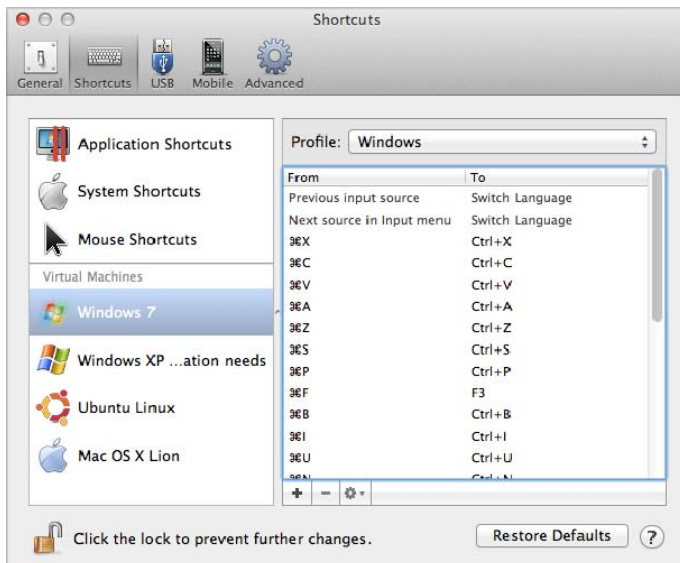 Shortcuts
General Shortcuts USB Mobile Advanced
Application Shortcuts
System Shortcuts
Mouse Shortcuts
Virtual Machines
Windows 7
Windows XP ...ation needs
Ubuntu Linux
Mac OS X Lion
Profile: Windows
From To
Previous input source Switch Language
Next source in Input menu Switch Language
⌘X Ctrl+X
⌘C Ctrl+C
⌘V Ctrl+V
⌘A Ctrl+A
⌘Z Ctrl+Z
⌘S Ctrl+S
⌘P Ctrl+P
⌘F F3
⌘B Ctrl+B
⌘I Ctrl+I
⌘U Ctrl+U
⌘N Ctrl+N
Click the lock to prevent further changes.
Restore Defaults ?